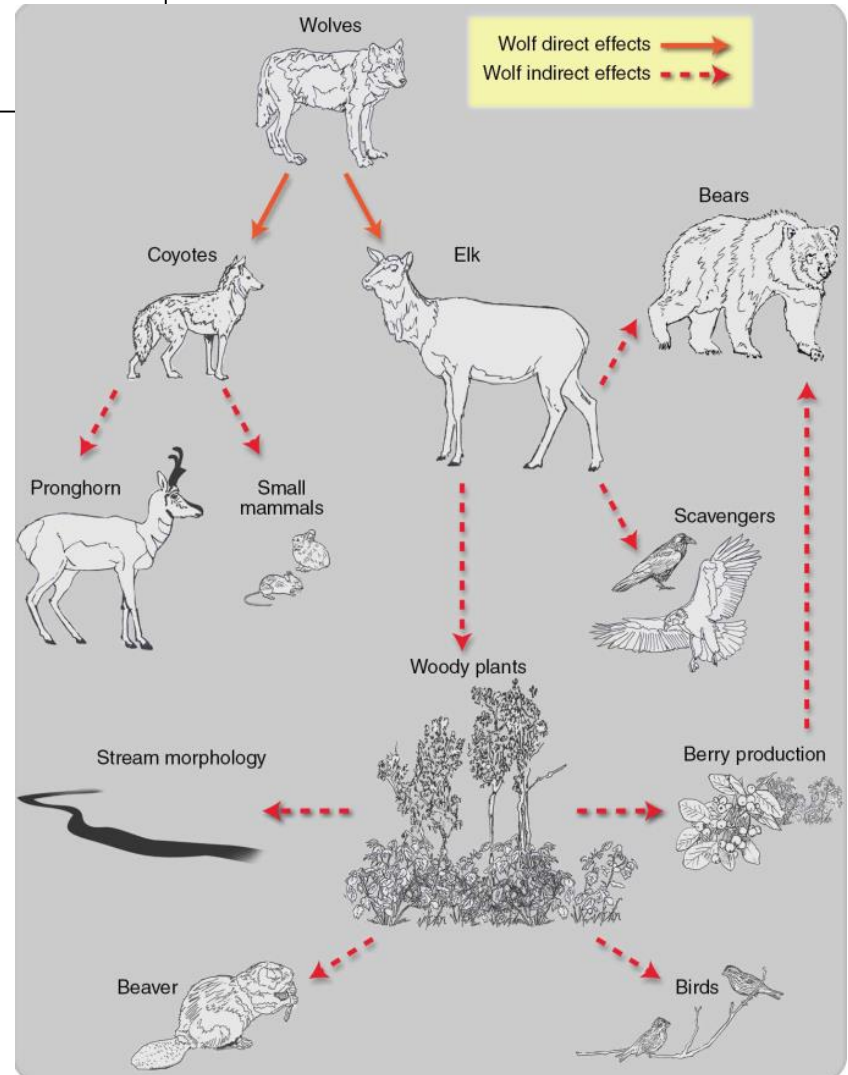 Wolves
Wolf direct effects
Wolf indirect effects
Bears
Coyotes
Elk
Pronghorn
Small
mammals
Scavengers
Woody plants
Stream morphology
Berry production
Beaver
Birds